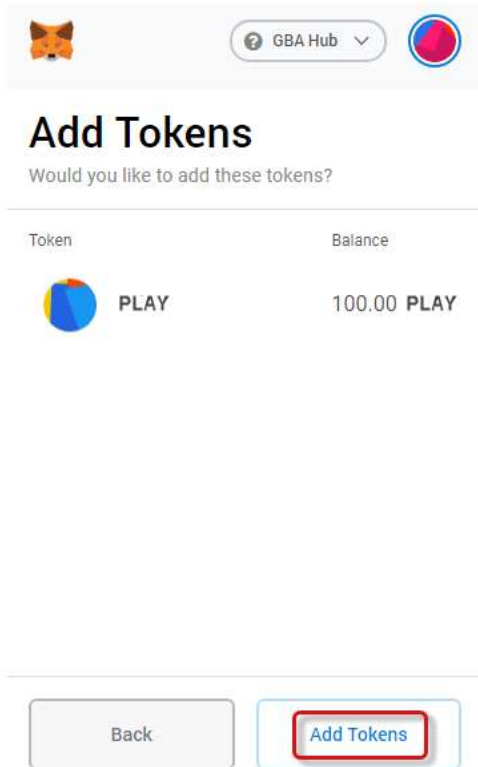 GBA Hub
Add Tokens
Would you like to add these tokens?
Token Balance
PLAY 100.00 PLAY
Back Add Tokens